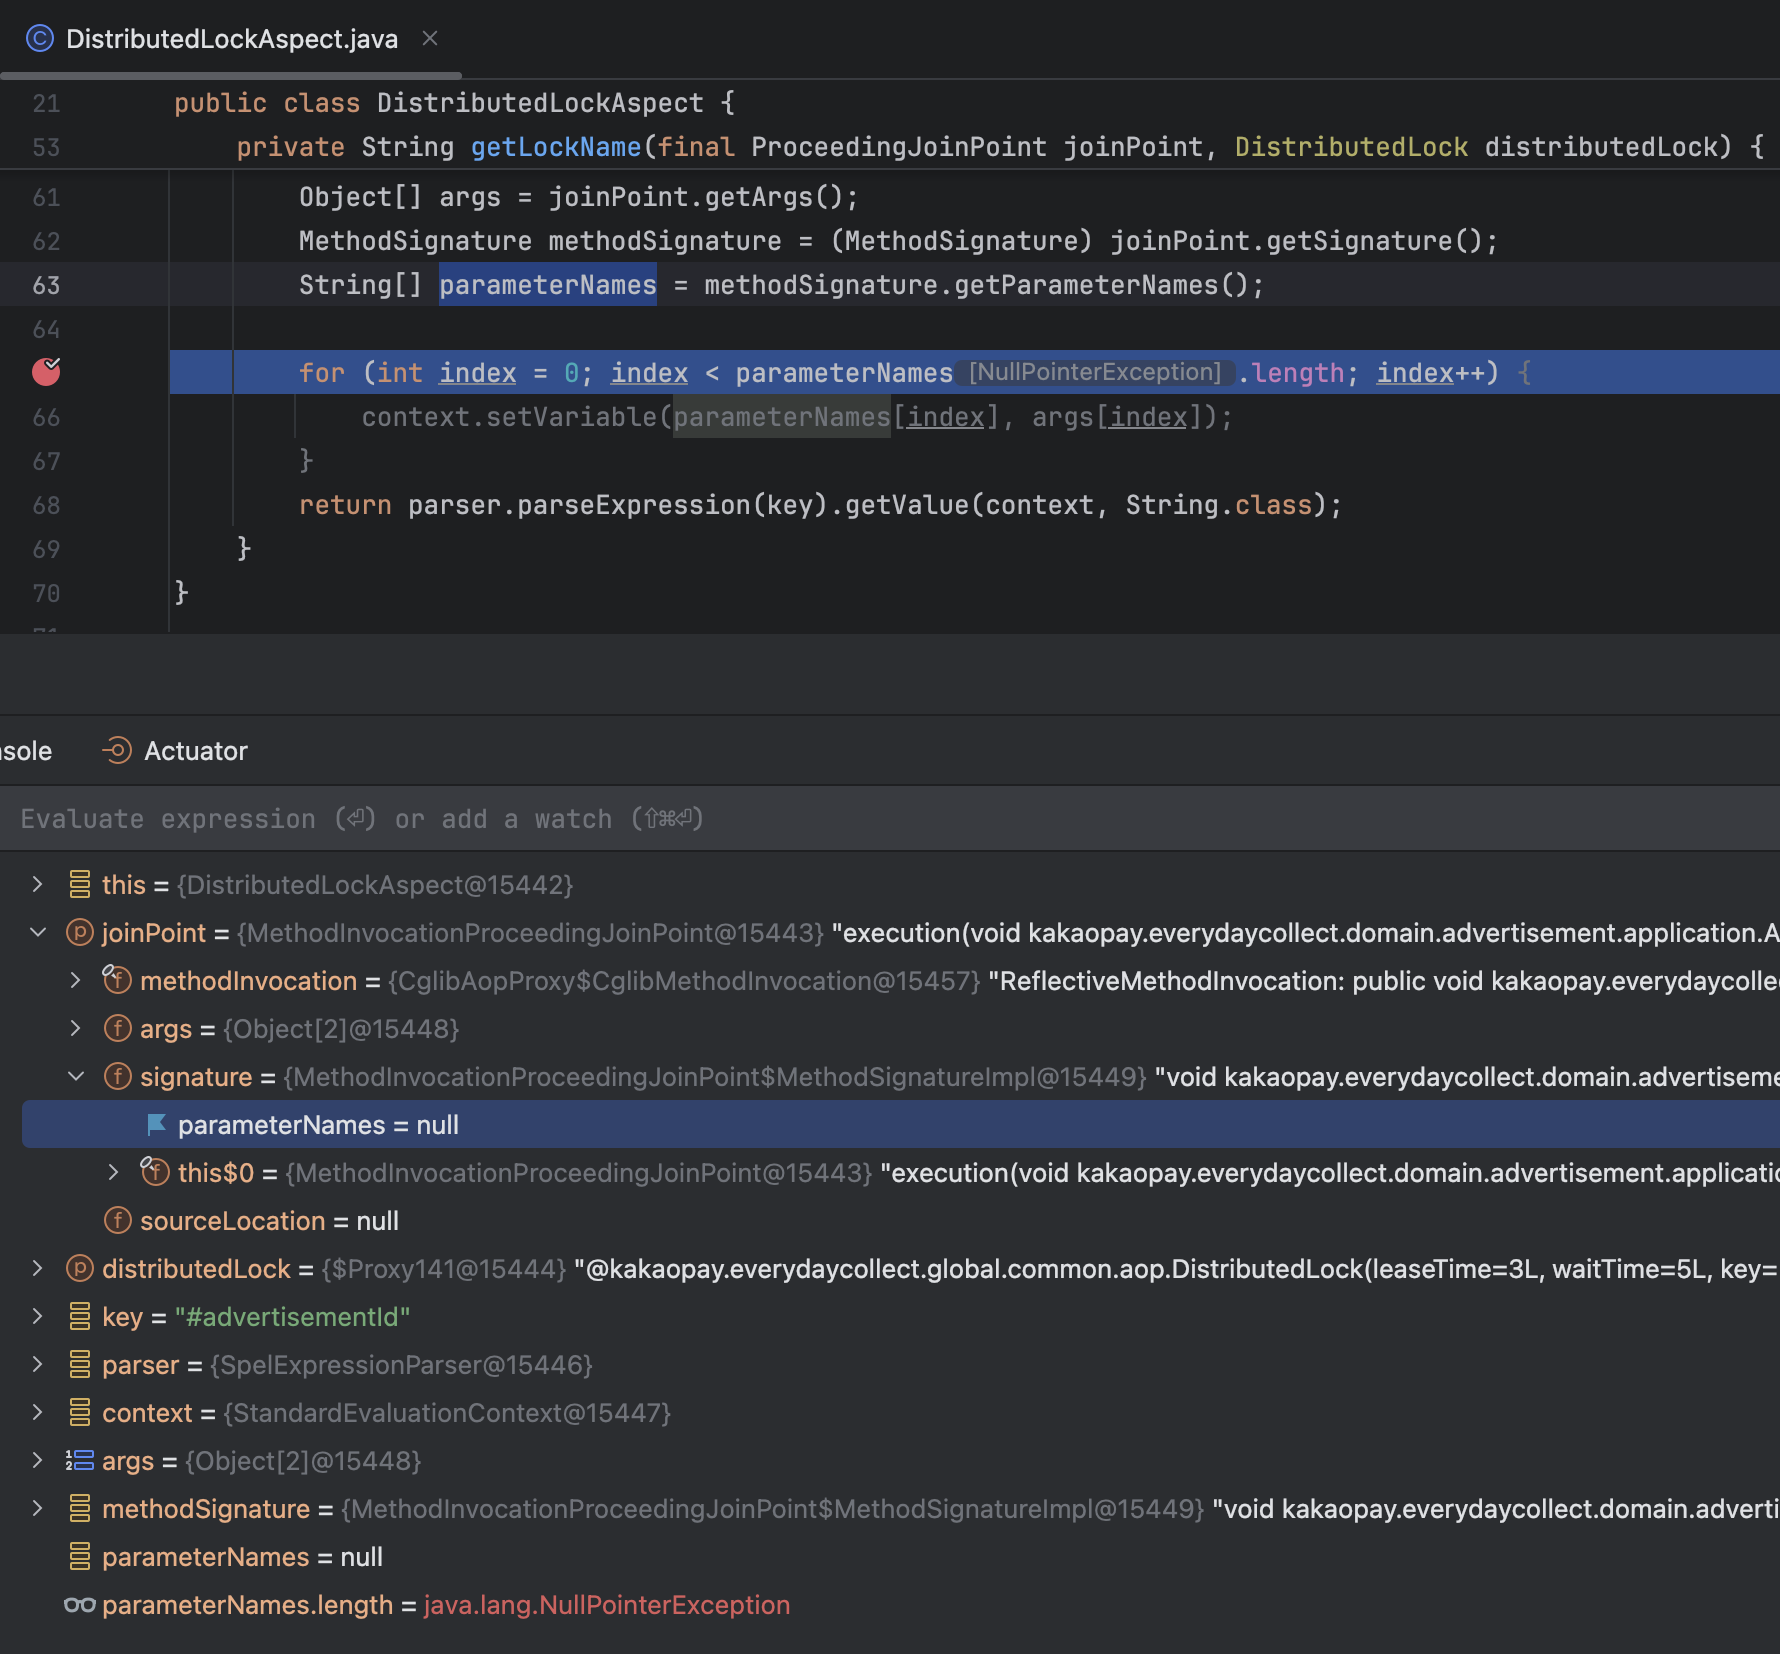 DistributedLockAspect.java
21 public class DistributedLockAspect {
53 private String getLockName(final ProceedingJoinPoint joinPoint, DistributedLock distributedLock) {
61 Object[] args = joinPoint.getArgs();
62 MethodSignature methodSignature = (MethodSignature) joinPoint.getSignature();
63 String[] parameterNames = methodSignature.getParameterNames();
64
for (int index = 0; index < parameterNames [NullPointerException] .length; index++) {
66 context.setVariable(parameterNames[index], args[index]);
67 }
68 return parser.parseExpression(key).getValue(context, String.class);
69 }
70 }
nsole Actuator
Evaluate expression (⏎) or add a watch (⇧⌘⏎)
this = {DistributedLockAspect@15442}
joinPoint = {MethodInvocationProceedingJoinPoint@15443} "execution(void kakaopay.everydaycollect.domain.advertisement.application.A
methodInvocation = {CglibAopProxy$CglibMethodInvocation@15457} "ReflectiveMethodInvocation: public void kakaopay.everydaycolle
args = {Object[2]@15448}
signature = {MethodInvocationProceedingJoinPoint$MethodSignatureImpl@15449} "void kakaopay.everydaycollect.domain.advertiseme
parameterNames = null
this$0 = {MethodInvocationProceedingJoinPoint@15443} "execution(void kakaopay.everydaycollect.domain.advertisement.applicatio
sourceLocation = null
distributedLock = {$Proxy141@15444} "@kakaopay.everydaycollect.global.common.aop.DistributedLock(leaseTime=3L, waitTime=5L, key=
key = "#advertisementId"
parser = {SpelExpressionParser@15446}
context = {StandardEvaluationContext@15447}
args = {Object[2]@15448}
methodSignature = {MethodInvocationProceedingJoinPoint$MethodSignatureImpl@15449} "void kakaopay.everydaycollect.domain.adverti
parameterNames = null
parameterNames.length = java.lang.NullPointerException